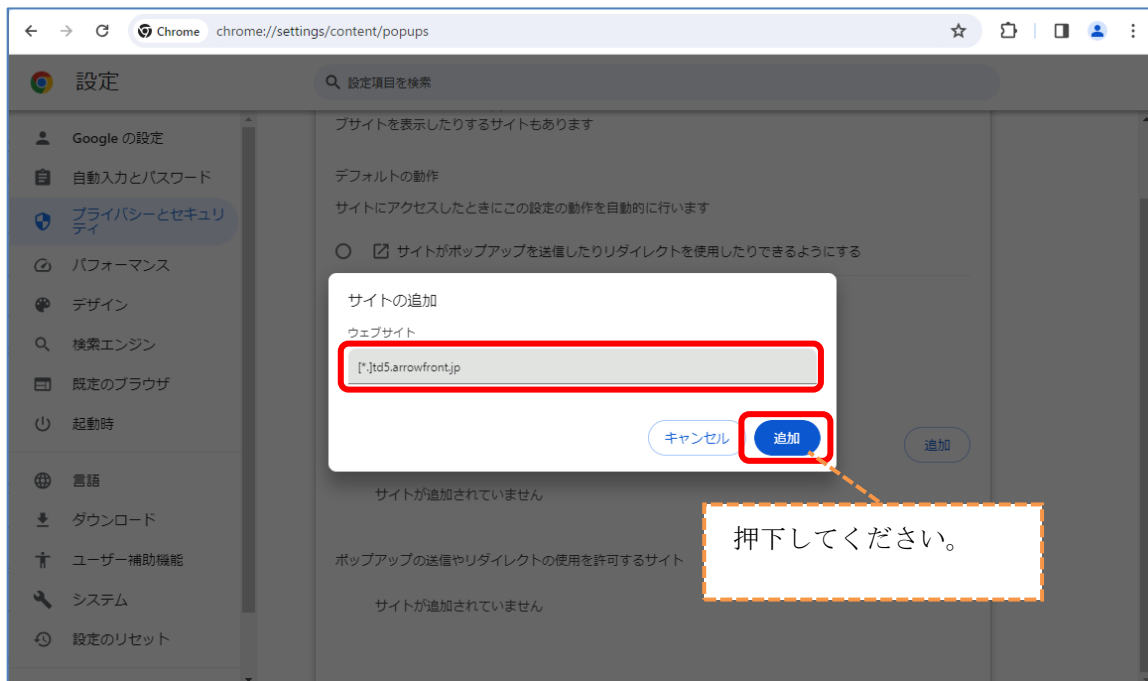 Chrome chrome://settings/content/popups
設定
設定項目を検索
Google の設定
自動入力とパスワード
プライバシーとセキュリ
ティ
パフォーマンス
デザイン
検索エンジン
既定のブラウザ
起動時
言語
ダウンロード
ユーザー補助機能
システム
設定のリセット
ブサイトを表示したりするサイトもあります
デフォルトの動作
サイトにアクセスしたときにこの設定の動作を自動的に行います
サイトがポップアップを送信したりリダイレクトを使用したりできるようにする
サイトの追加
ウェブサイト
[*.]td5.arrowfront.jp
キャンセル
追加
追加
サイトが追加されていません
押下してください。
ポップアップの送信やリダイレクトの使用を許可するサイト
サイトが追加されていません